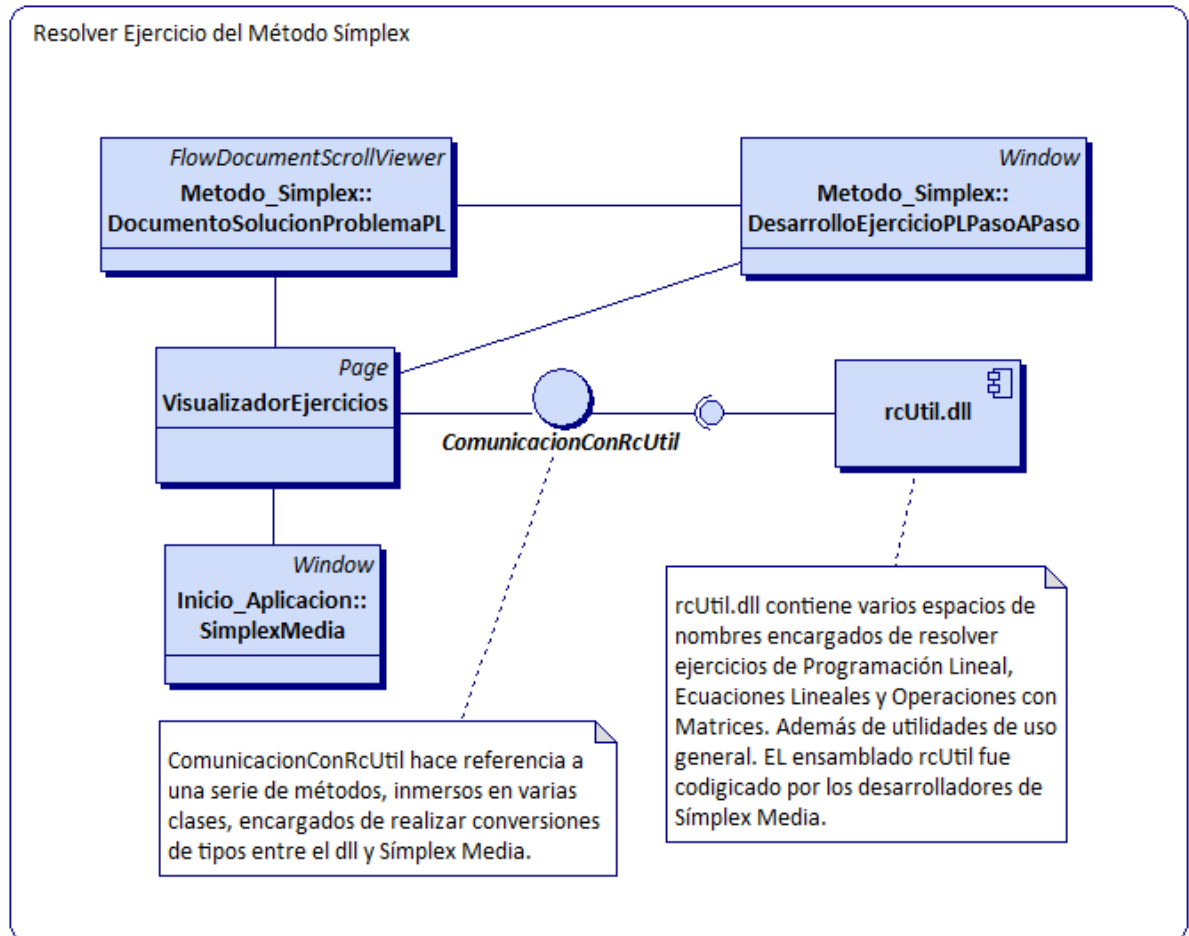 Resolver Ejercicio del Método Símplex
FlowDocumentScrollViewer
Metodo_Simplex::
DocumentoSolucionProblemaPL
Window
Metodo_Simplex::
DesarrolloEjercicioPLPasoAPaso
Page
VisualizadorEjercicios
ComunicacionConRcUtil
rcUtil.dll
Window
Inicio_Aplicacion::
SimplexMedia
ComunicacionConRcUtil hace referencia a
una serie de métodos, inmersos en varias
clases, encargados de realizar conversiones
de tipos entre el dll y Símplex Media.
rcUtil.dll contiene varios espacios de
nombres encargados de resolver
ejercicios de Programación Lineal,
Ecuaciones Lineales y Operaciones con
Matrices. Además de utilidades de uso
general. EL ensamblado rcUtil fue
codigicado por los desarrolladores de
Símplex Media.